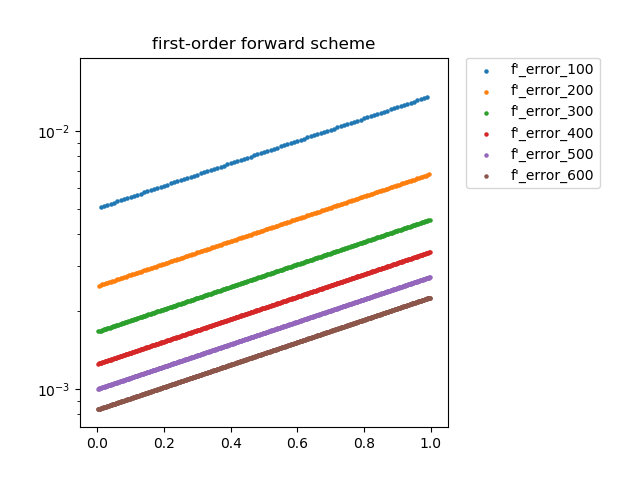 first-order forward scheme
f'_error_100
f'_error_200
f'_error_300
f'_error_400
f'_error_500
f'_error_600
10⁻²
10⁻³
0.0 0.2 0.4 0.6 0.8 1.0